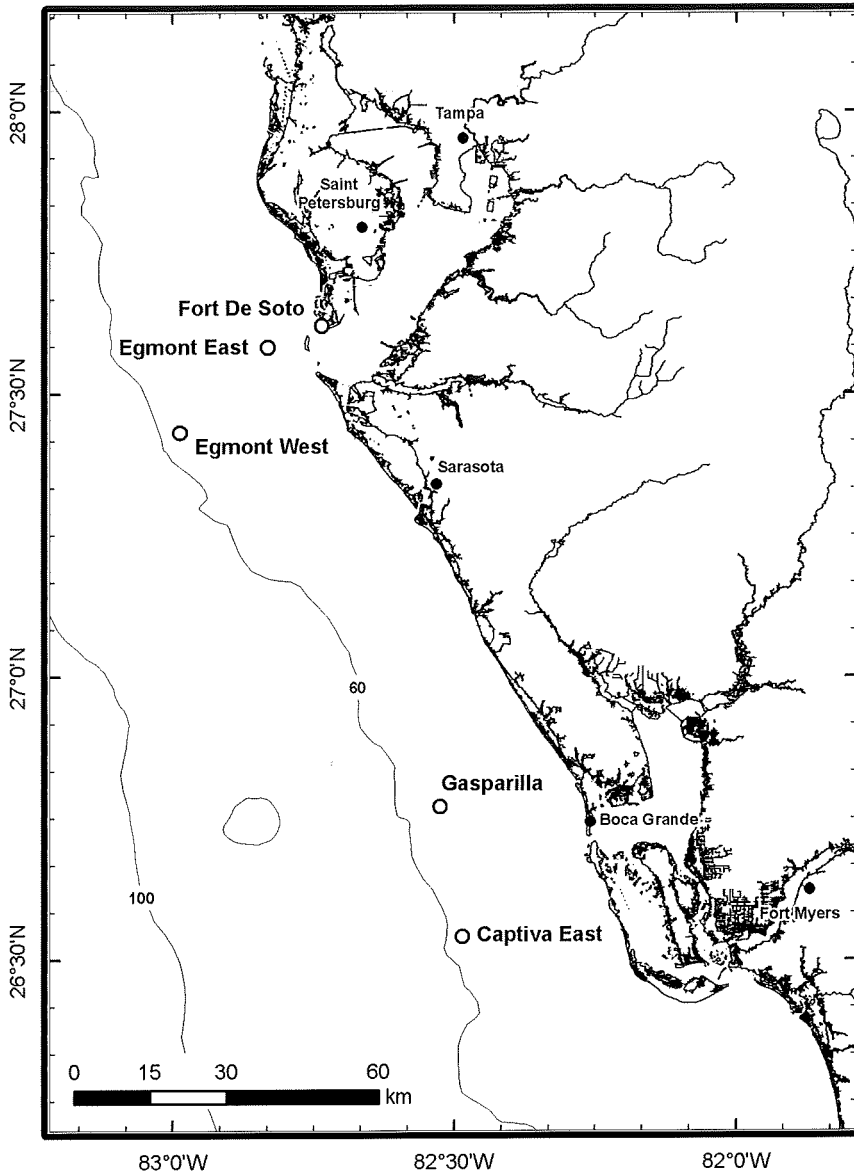 28°0'N
27°30'N
27°0'N
26°30'N
Tampa
Saint
Petersburg
Fort De Soto
Egmont East
Egmont West
Sarasota
60
Gasparilla
Boca Grande
100
Fort Myers
Captiva East
0 15 30 60
km
83°0'W 82°30'W 82°0'W